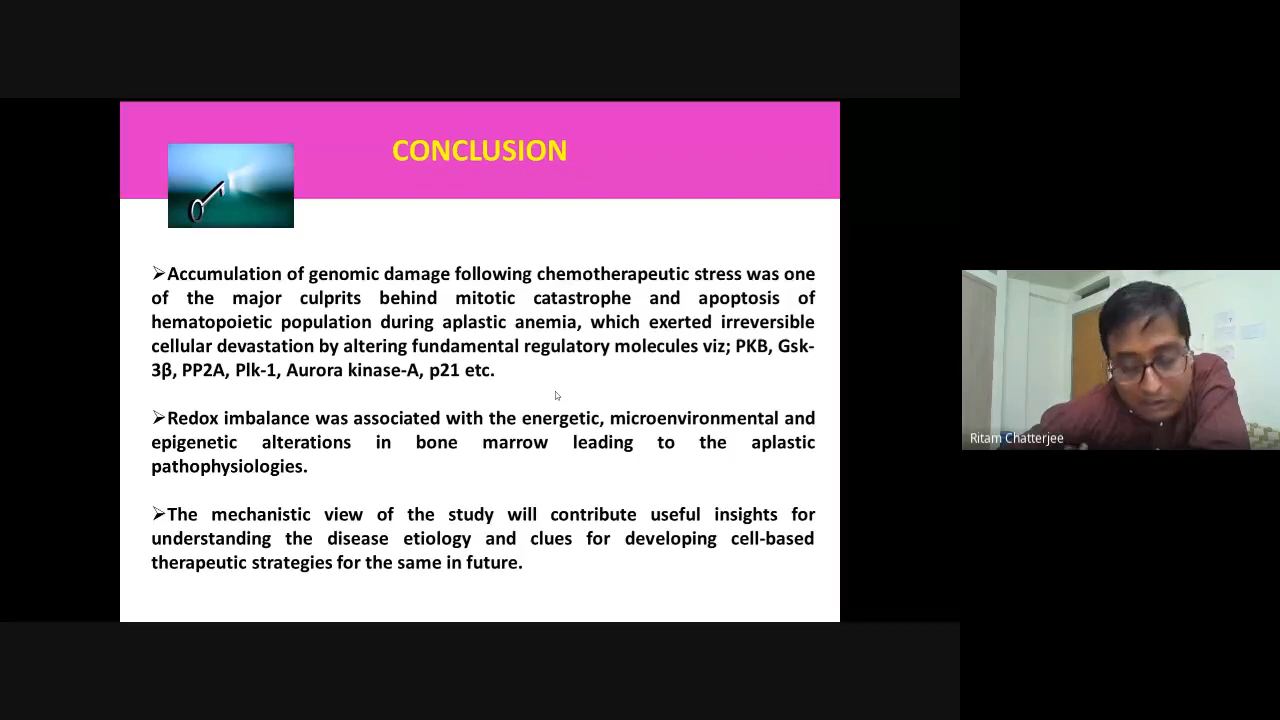 CONCLUSION
➢Accumulation of genomic damage following chemotherapeutic stress was one
of the major culprits behind mitotic catastrophe and apoptosis of
hematopoietic population during aplastic anemia, which exerted irreversible
cellular devastation by altering fundamental regulatory molecules viz; PKB, Gsk-
3β, PP2A, Plk-1, Aurora kinase-A, p21 etc.
➢Redox imbalance was associated with the energetic, microenvironmental and
epigenetic alterations in bone marrow leading to the aplastic
pathophysiologies.
➢The mechanistic view of the study will contribute useful insights for
understanding the disease etiology and clues for developing cell-based
therapeutic strategies for the same in future.
Ritam Chatterjee